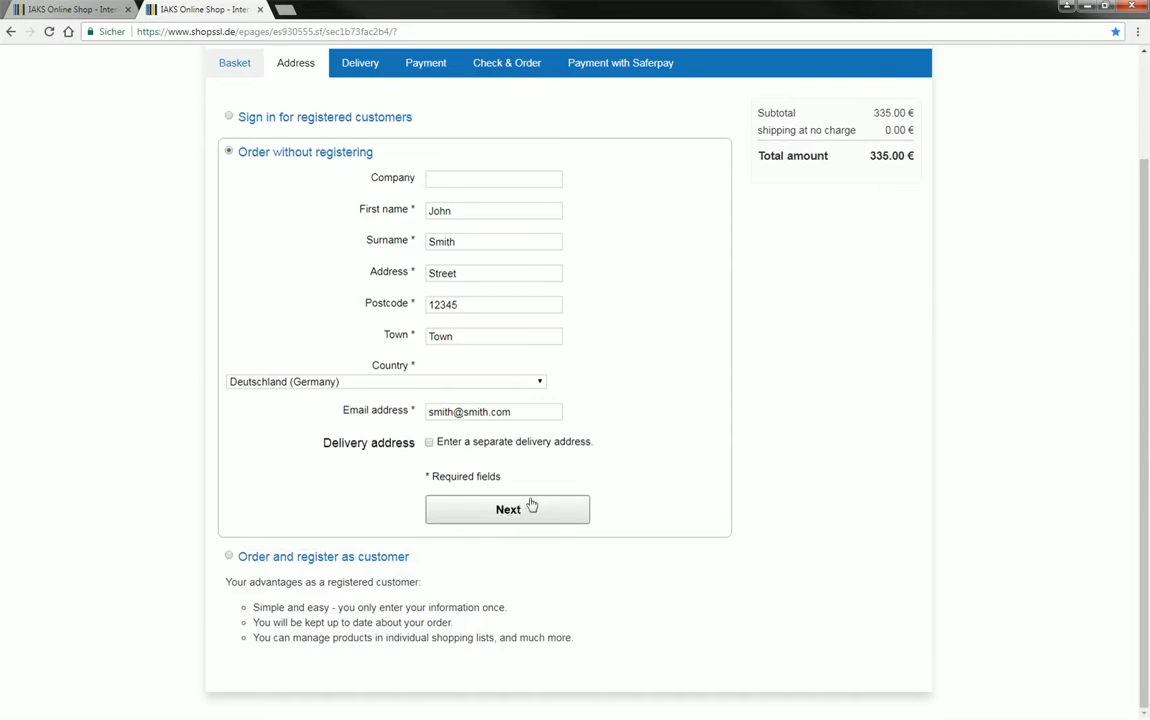 IAKS Online Shop - Inter
IAKS Online Shop - Inter
Sicher
https://www.shopssl.de/epages/es930555.sf/sec1b73fac2b4/?
Basket
Address
Delivery
Payment
Check & Order
Payment with Saferpay
Sign in for registered customers
Subtotal 335.00 €
shipping at no charge 0.00 €
Total amount 335.00 €
Order without registering
Company
First name * John
Surname * Smith
Address * Street
Postcode * 12345
Town * Town
Country *
Deutschland (Germany)
Email address * smith@smith.com
Delivery address Enter a separate delivery address.
* Required fields
Next
Order and register as customer
Your advantages as a registered customer:
Simple and easy - you only enter your information once.
You will be kept up to date about your order.
You can manage products in individual shopping lists, and much more.